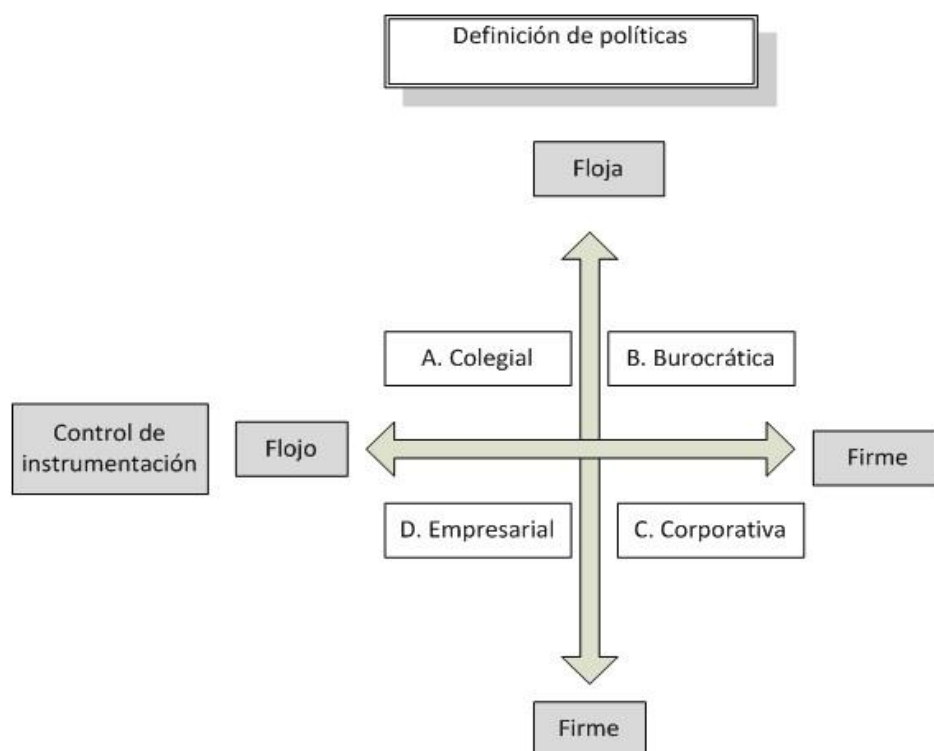 Definición de políticas
Floja
A. Colegial
B. Burocrática
Control de
instrumentación
Flojo
Firme
D. Empresarial
C. Corporativa
Firme